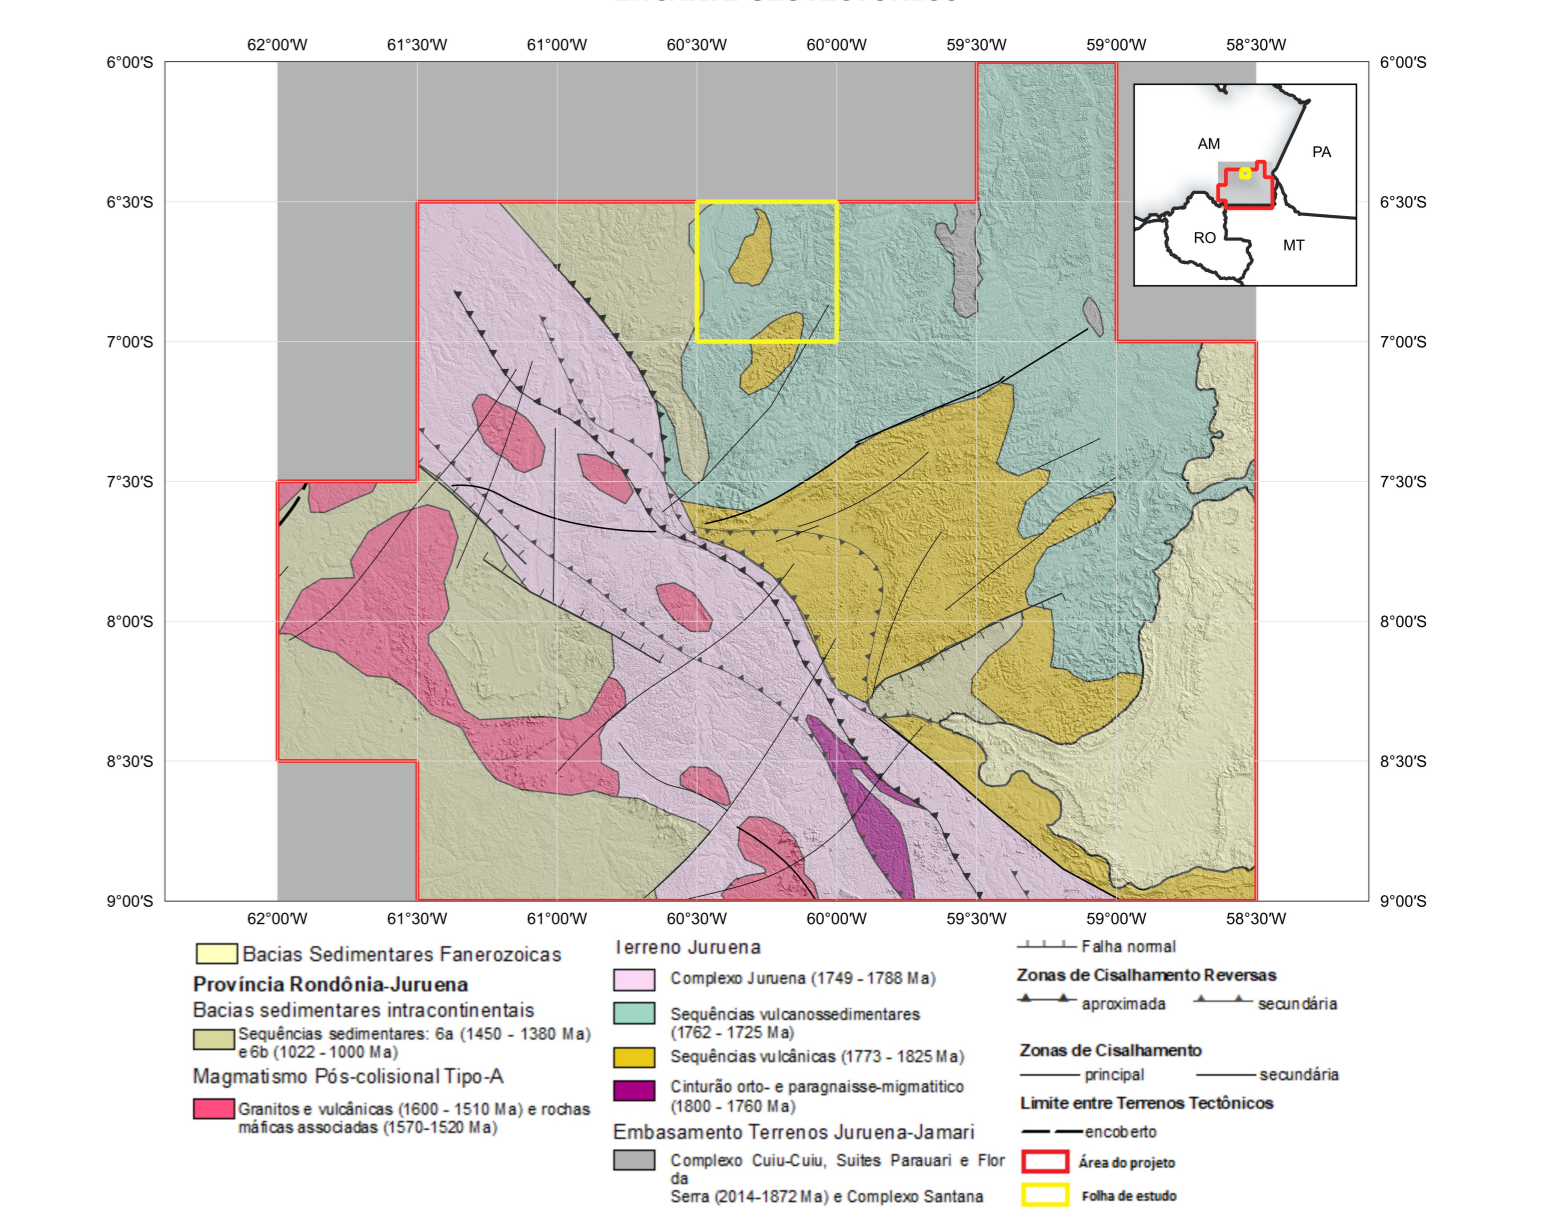 62°00'W 61°30'W 61°00'W 60°30'W 60°00'W 59°30'W 59°00'W 58°30'W
6°00'S 6°00'S
AM
PA
6°30'S 6°30'S
RO
MT
7°00'S 7°00'S
7°30'S 7°30'S
8°00'S 8°00'S
8°30'S 8°30'S
9°00'S 9°00'S
62°00'W 61°30'W 61°00'W 60°30'W 60°00'W 59°30'W 59°00'W 58°30'W
Bacias Sedimentares Fanerozoicas
Província Rondônia-Juruena
Bacias sedimentares intracontinentais
Sequências sedimentares: 6a (1450 - 1380 Ma)
e 6b (1022 - 1000 Ma)
Magmatismo Pós-colisional Tipo-A
Granitos e vulcânicas (1600 - 1510 Ma) e rochas
máficas associadas (1570-1520 Ma)
Terreno Juruena
Complexo Juruena (1749 - 1788 Ma)
Sequências vulcanossedimentares
(1762 - 1725 Ma)
Sequências vulcânicas (1773 - 1825 Ma)
Cinturão orto- e paragnaisse-migmatitico
(1800 - 1760 Ma)
Embasamento Terrenos Juruena-Jamari
Complexo Cuiu-Cuiu, Suites Parauari e Flor
da
Serra (2014-1872 Ma) e Complexo Santana
Falha normal
Zonas de Cisalhamento Reversas
aproximada secundária
Zonas de Cisalhamento
principal secundária
Limite entre Terrenos Tectônicos
encoberto
Área do projeto
Folha de estudo